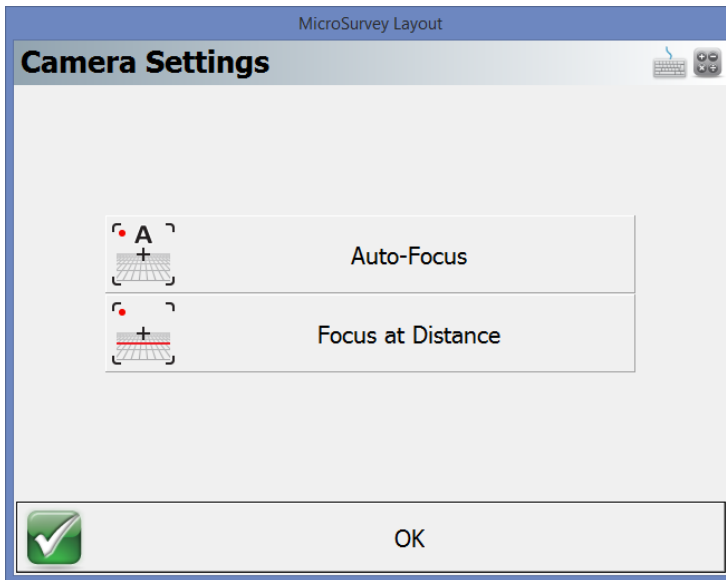 MicroSurvey Layout
Camera Settings
A
Auto-Focus
Focus at Distance
OK